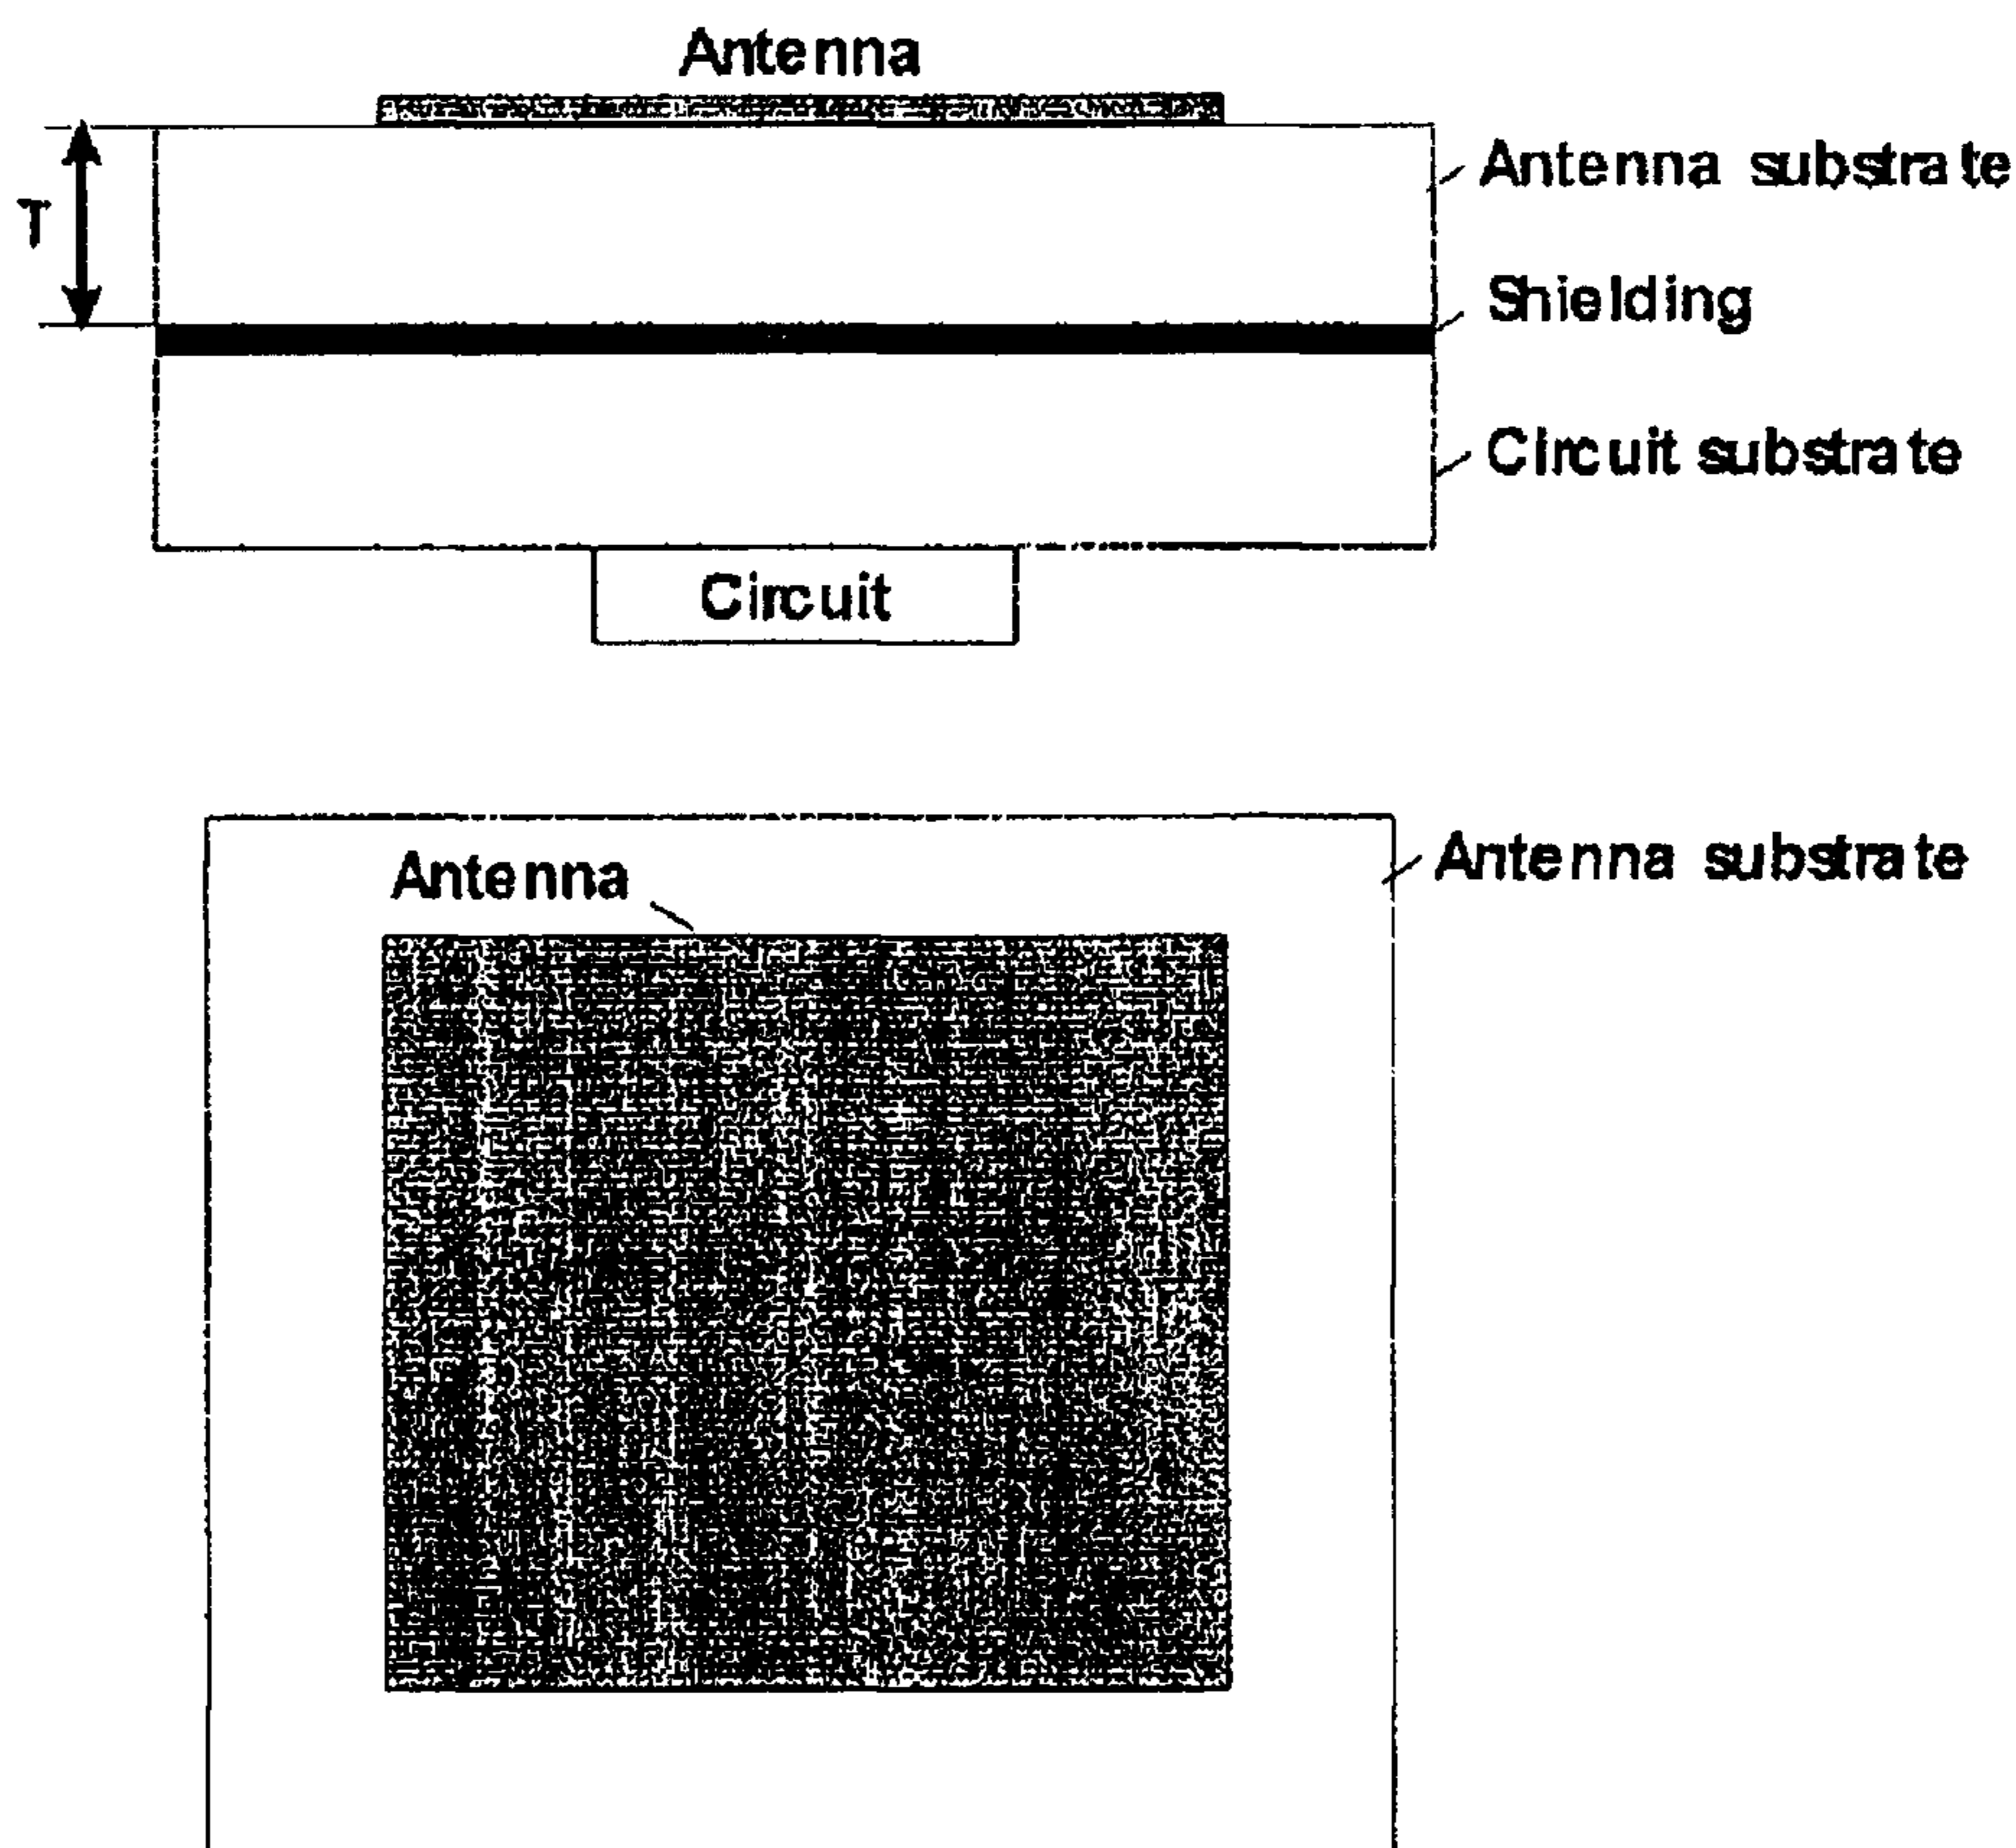 Antenna
Antenna substrate
T
Shielding
Circuit substrate
Circuit
Antenna
Antenna substrate